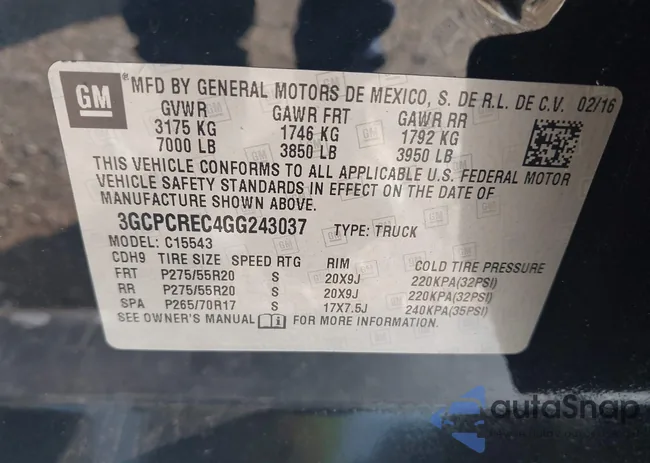 GM
® MFD BY GENERAL MOTORS DE MEXICO, S. DE R.L. DE C.V. 02/16
GVWR GAWR FRT GAWR RR
3175 KG 1746 KG 1792 KG
7000 LB 3850 LB 3950 LB
THIS VEHICLE CONFORMS TO ALL APPLICABLE U.S. FEDERAL MOTOR
VEHICLE SAFETY STANDARDS IN EFFECT ON THE DATE OF
MANUFACTURE SHOWN ABOVE.
3GCPCREC4GG243037 TYPE: TRUCK
MODEL: C15543
CDH9 TIRE SIZE SPEED RTG RIM COLD TIRE PRESSURE
FRT P275/55R20 S 20X9J 220KPA(32PSI)
RR P275/55R20 S 20X9J 220KPA(32PSI)
SPA P265/70R17 S 17X7.5J 240KPA(35PSI)
SEE OWNER'S MANUAL FOR MORE INFORMATION.
autoSnap
POWERED BY